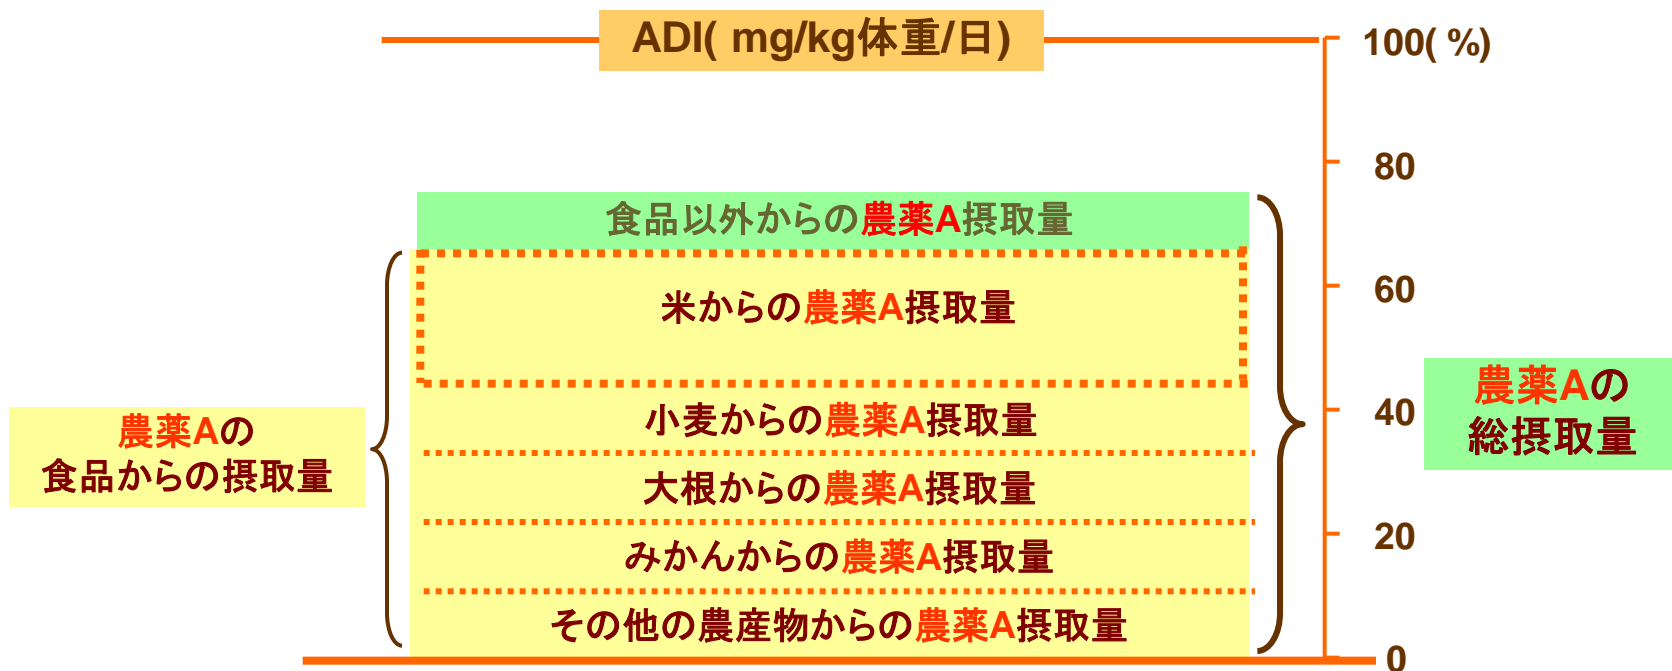 ADI( mg/kg体重/日)
100( %)
80
食品以外からの農薬A摂取量
60
米からの農薬A摂取量
農薬Aの
総摂取量
40
小麦からの農薬A摂取量
農薬Aの
食品からの摂取量
大根からの農薬A摂取量
20
みかんからの農薬A摂取量
その他の農産物からの農薬A摂取量
0